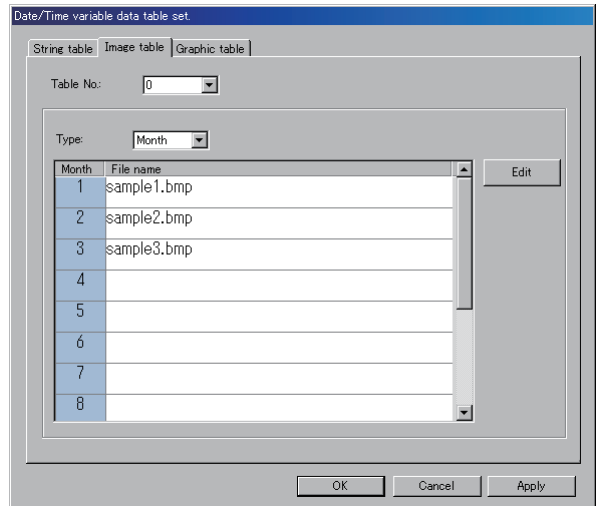 Date/Time variable data table set.
String table Image table Graphic table
Table No.: 0
Type: Month
Month File name Edit
1 sample1.bmp
2 sample2.bmp
3 sample3.bmp
4
5
6
7
8
OK Cancel Apply